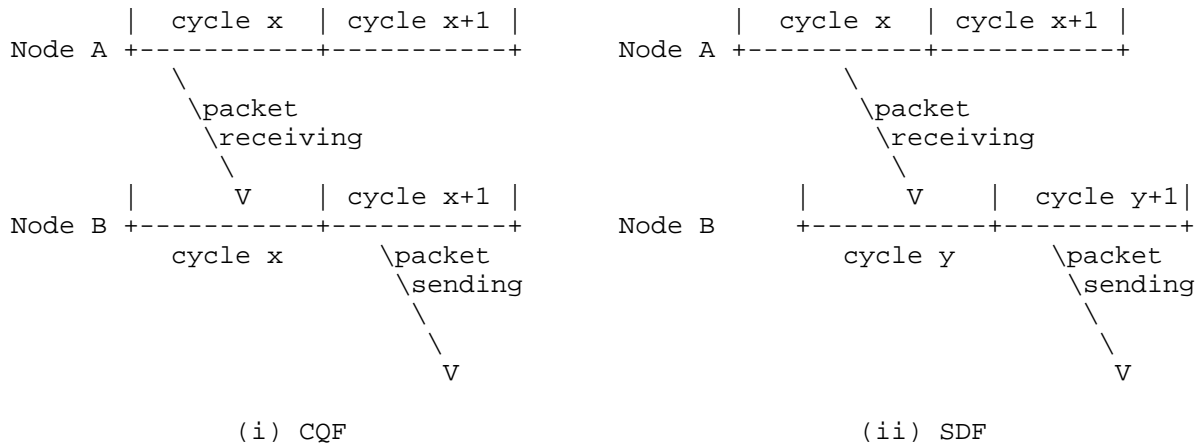 | cycle x | cycle x+1 | | cycle x | cycle x+1 |
Node A +-----------+-----------+ Node A +-----------+-----------+
\ \
\packet \packet
\receiving \receiving
\ \
| V | cycle x+1 | | V | cycle y+1|
Node B +-----------+-----------+ Node B +-----------+-----------+
cycle x \packet cycle y \packet
\sending \sending
\ \
\ \
V V
(i) CQF (ii) SDF